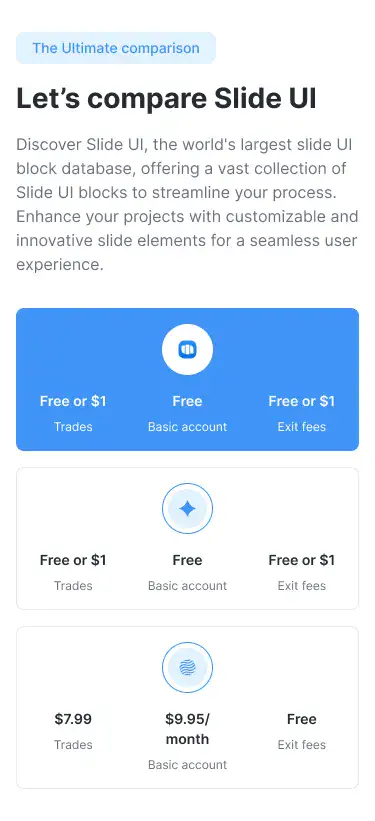 The Ultimate comparison
Let’s compare Slide UI
Discover Slide UI, the world's largest slide UI
block database, offering a vast collection of
Slide UI blocks to streamline your process.
Enhance your projects with customizable and
innovative slide elements for a seamless user
experience.
Free or $1 Free Free or $1
Trades Basic account Exit fees
Free or $1 Free Free or $1
Trades Basic account Exit fees
$7.99 $9.95/ Free
month
Trades Exit fees
Basic account